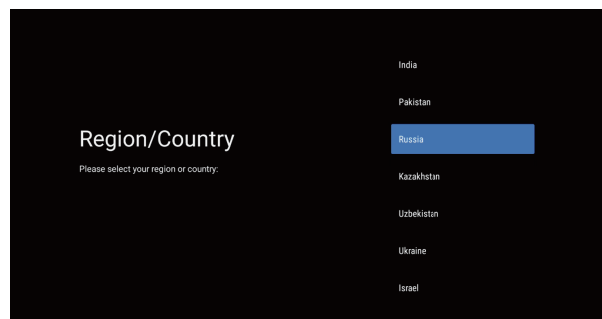 Region/Country
Please select your region or country:
India
Pakistan
Russia
Kazakhstan
Uzbekistan
Ukraine
Israel